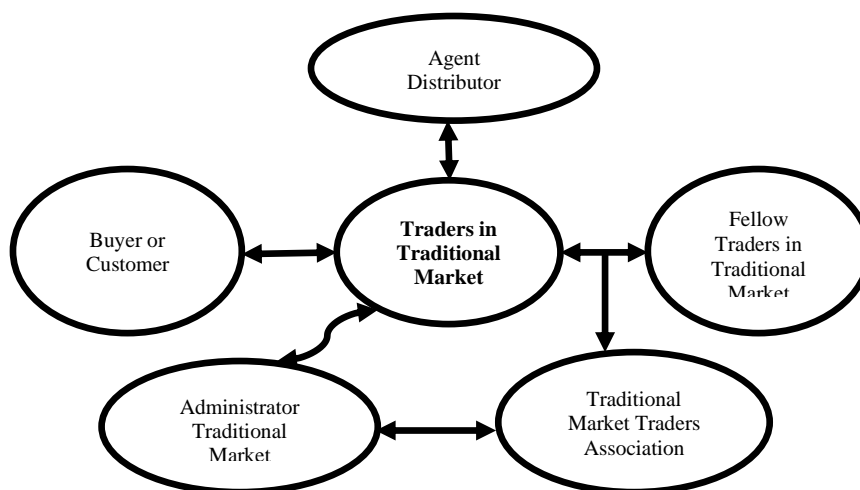 Agent
Distributor
Buyer or
Customer
Traders in
Traditional
Market
Fellow
Traders in
Traditional
Market
Administrator
Traditional
Market
Traditional
Market Traders
Association